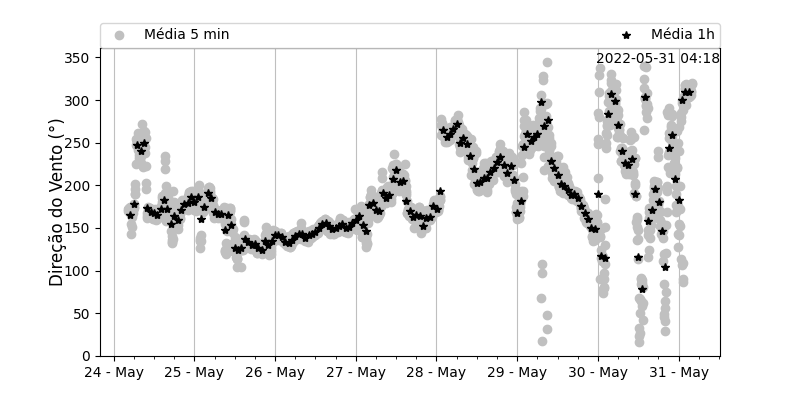 Média 5 min
Média 1h
2022-05-31 04:18
Direção do Vento (°)
350
300
250
200
150
100
50
0
24 - May
25 - May
26 - May
27 - May
28 - May
29 - May
30 - May
31 - May